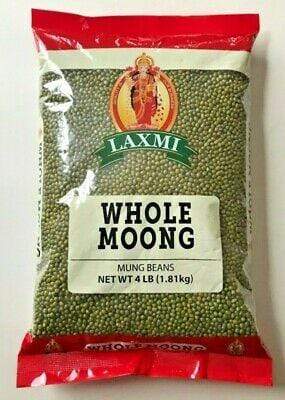 LAXMI
WHOLE
MOONG
MUNG BEANS
NET WT 4 LB (1.81kg)
WHOLE MOONG